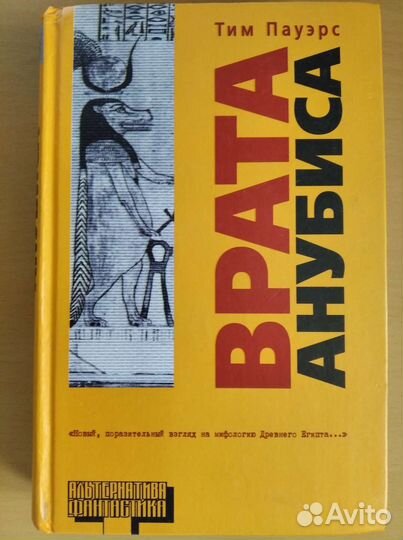 Тим Пауэрс
ВРАТА
АНУБИСА
«Новый, поразительный взгляд на мифологию Древнего Египта...»
АЛЬТЕРНАТИВА
ФАНТАСТИКА
Avito